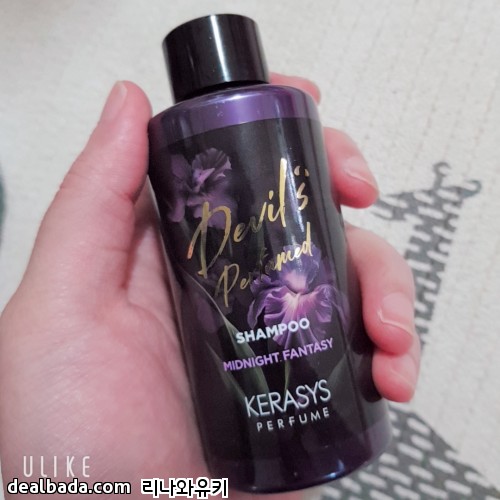 Devil's
Perfumed
SHAMPOO
MIDNIGHT FANTASY
KERASYS
PERFUME
ULIKE
dealbada.com 리나와유키